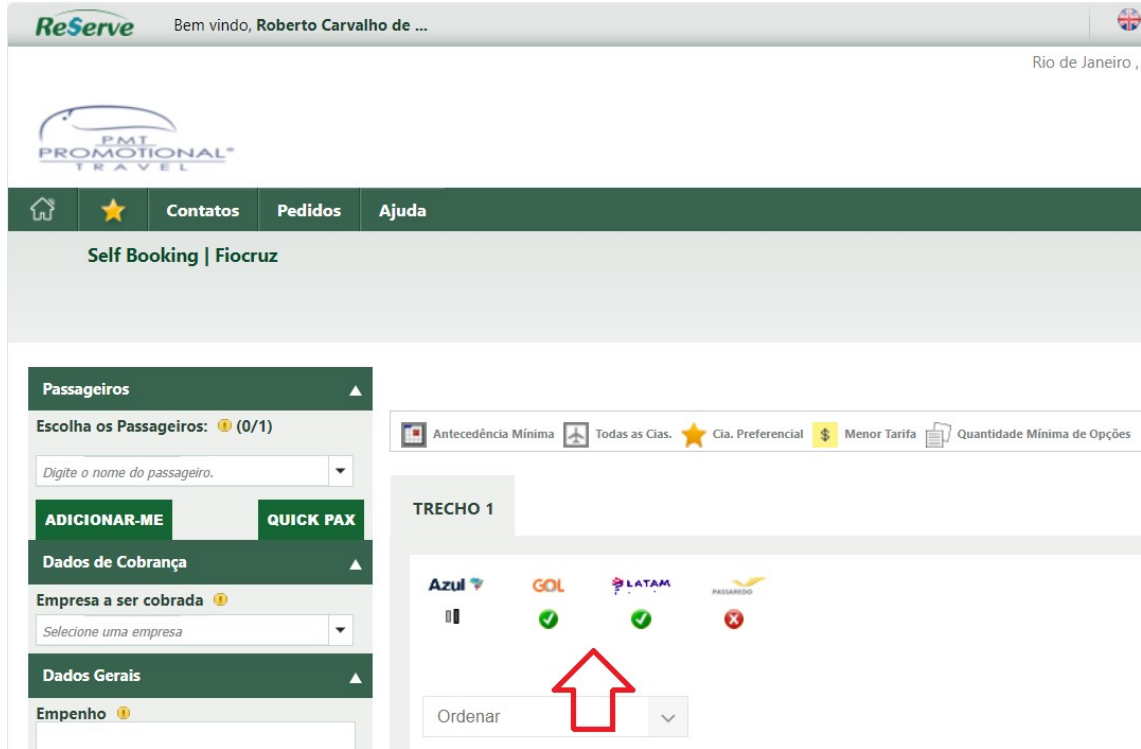 ReServe Bem vindo, Roberto Carvalho de ...
Rio de Janeiro ,
PMT
PROMOTIONAL®
TRAVEL
Contatos Pedidos Ajuda
Self Booking | Fiocruz
Passageiros
Escolha os Passageiros: (0/1)
Digite o nome do passageiro.
ADICIONAR-ME QUICK PAX
Dados de Cobrança
Empresa a ser cobrada
Selecione uma empresa
Dados Gerais
Empenho
Antecedência Mínima Todas as Cias. Cia. Preferencial $ Menor Tarifa Quantidade Mínima de Opções
TRECHO 1
Azul GOL LATAM PASSAREDO
Ordenar